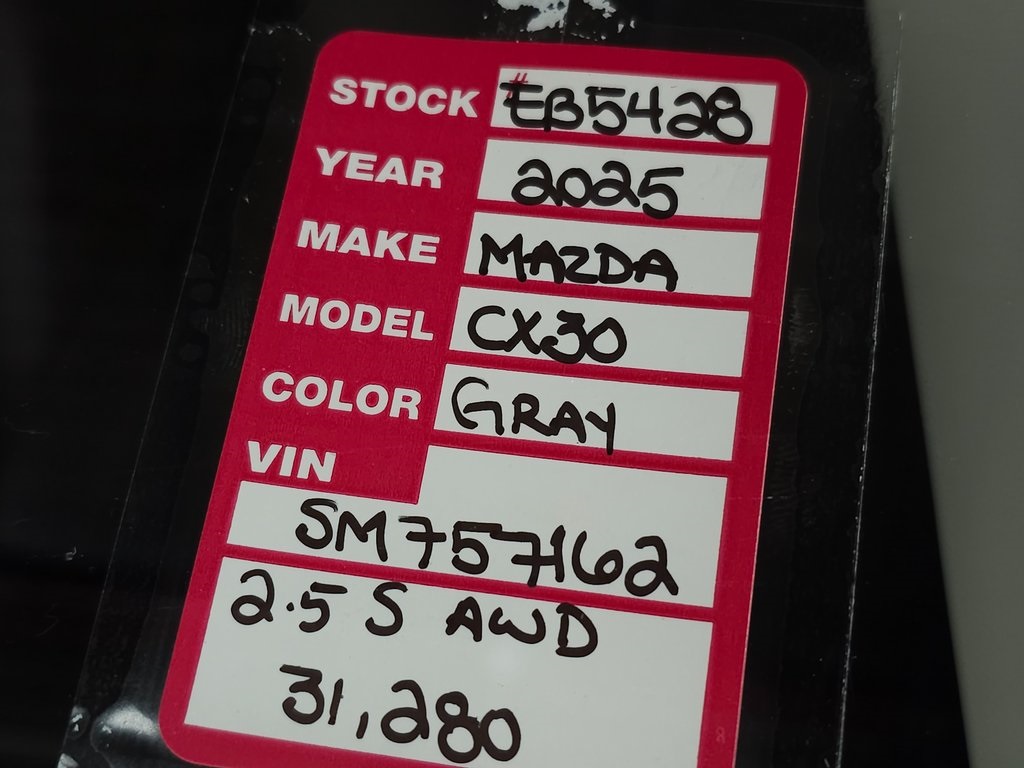 STOCK # EB5428
YEAR 2025
MAKE MAZDA
MODEL CX30
COLOR GRAY
VIN
SM757162
2.5 S AWD
31,280